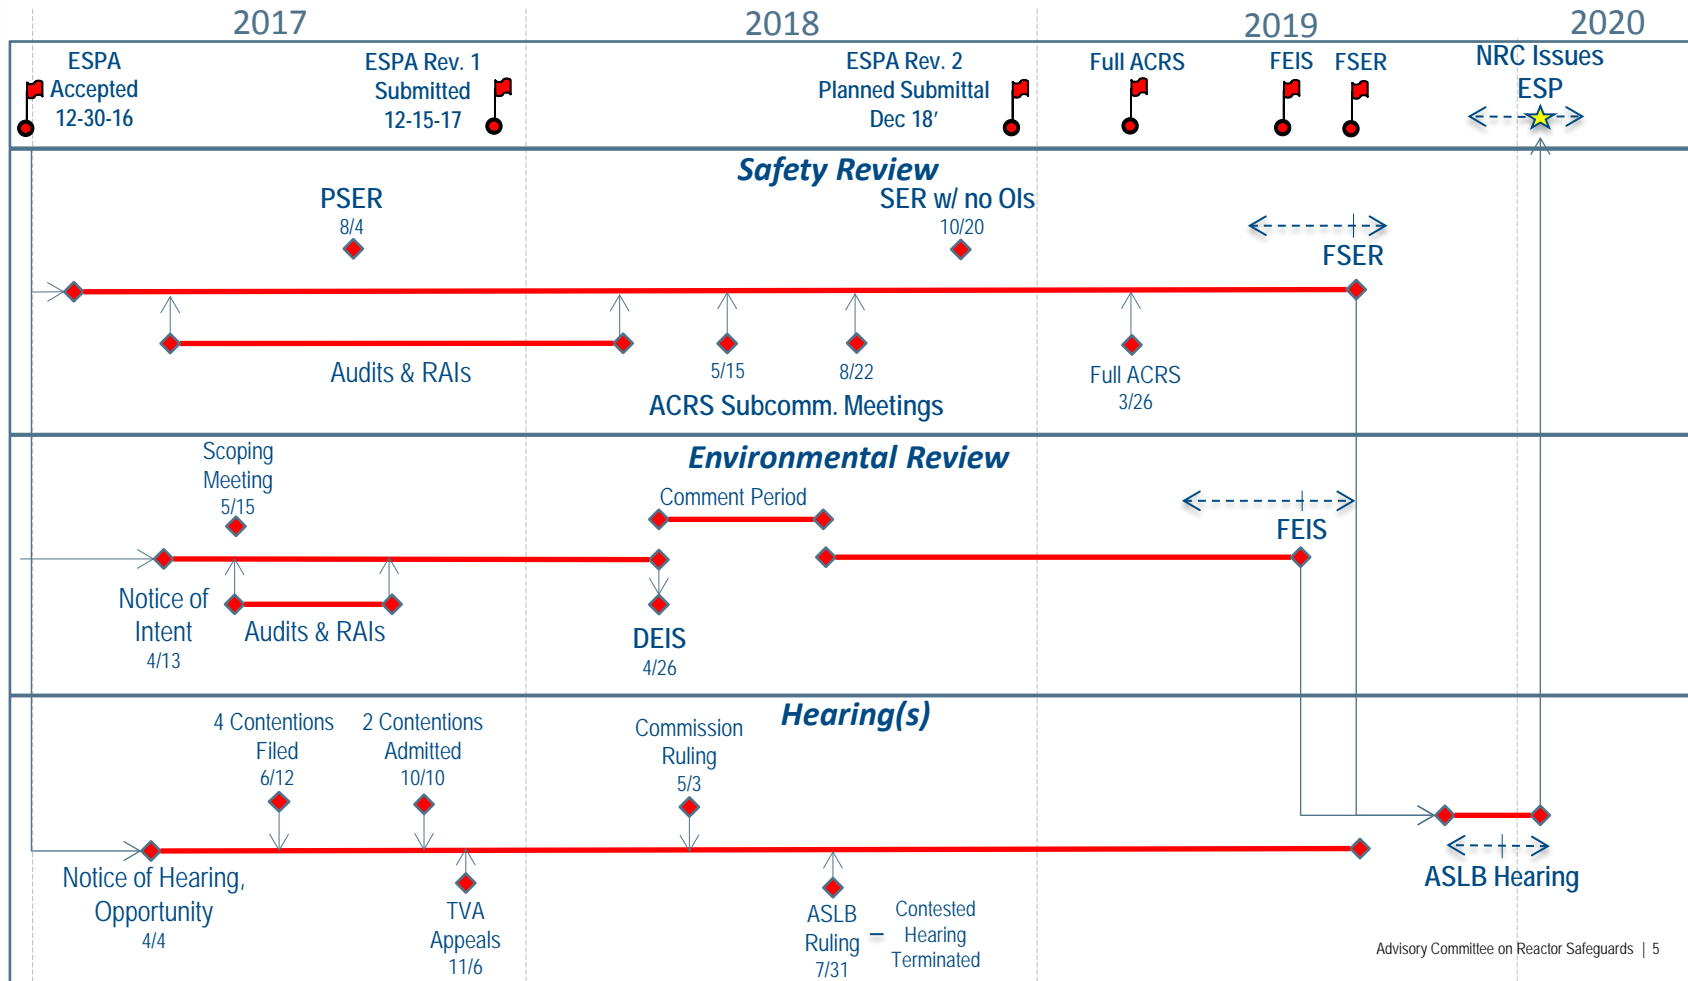 2017
2018
2019
2020
ESPA
Accepted
12-30-16
ESPA Rev. 1
Submitted
12-15-17
ESPA Rev. 2
Planned Submittal
Dec 18’
Full ACRS
FEIS
FSER
NRC Issues
ESP
Safety Review
PSER
8/4
SER w/ no OIs
10/20
FSER
Audits & RAIs
5/15
8/22
ACRS Subcomm. Meetings
Full ACRS
3/26
Environmental Review
Scoping
Meeting
5/15
Comment Period
FEIS
Notice of
Intent
4/13
Audits & RAIs
DEIS
4/26
Hearing(s)
4 Contentions
Filed
6/12
2 Contentions
Admitted
10/10
Commission
Ruling
5/3
Notice of Hearing,
Opportunity
4/4
TVA
Appeals
11/6
ASLB
Ruling
7/31
– Contested
Hearing
Terminated
ASLB Hearing
Advisory Committee on Reactor Safeguards | 5